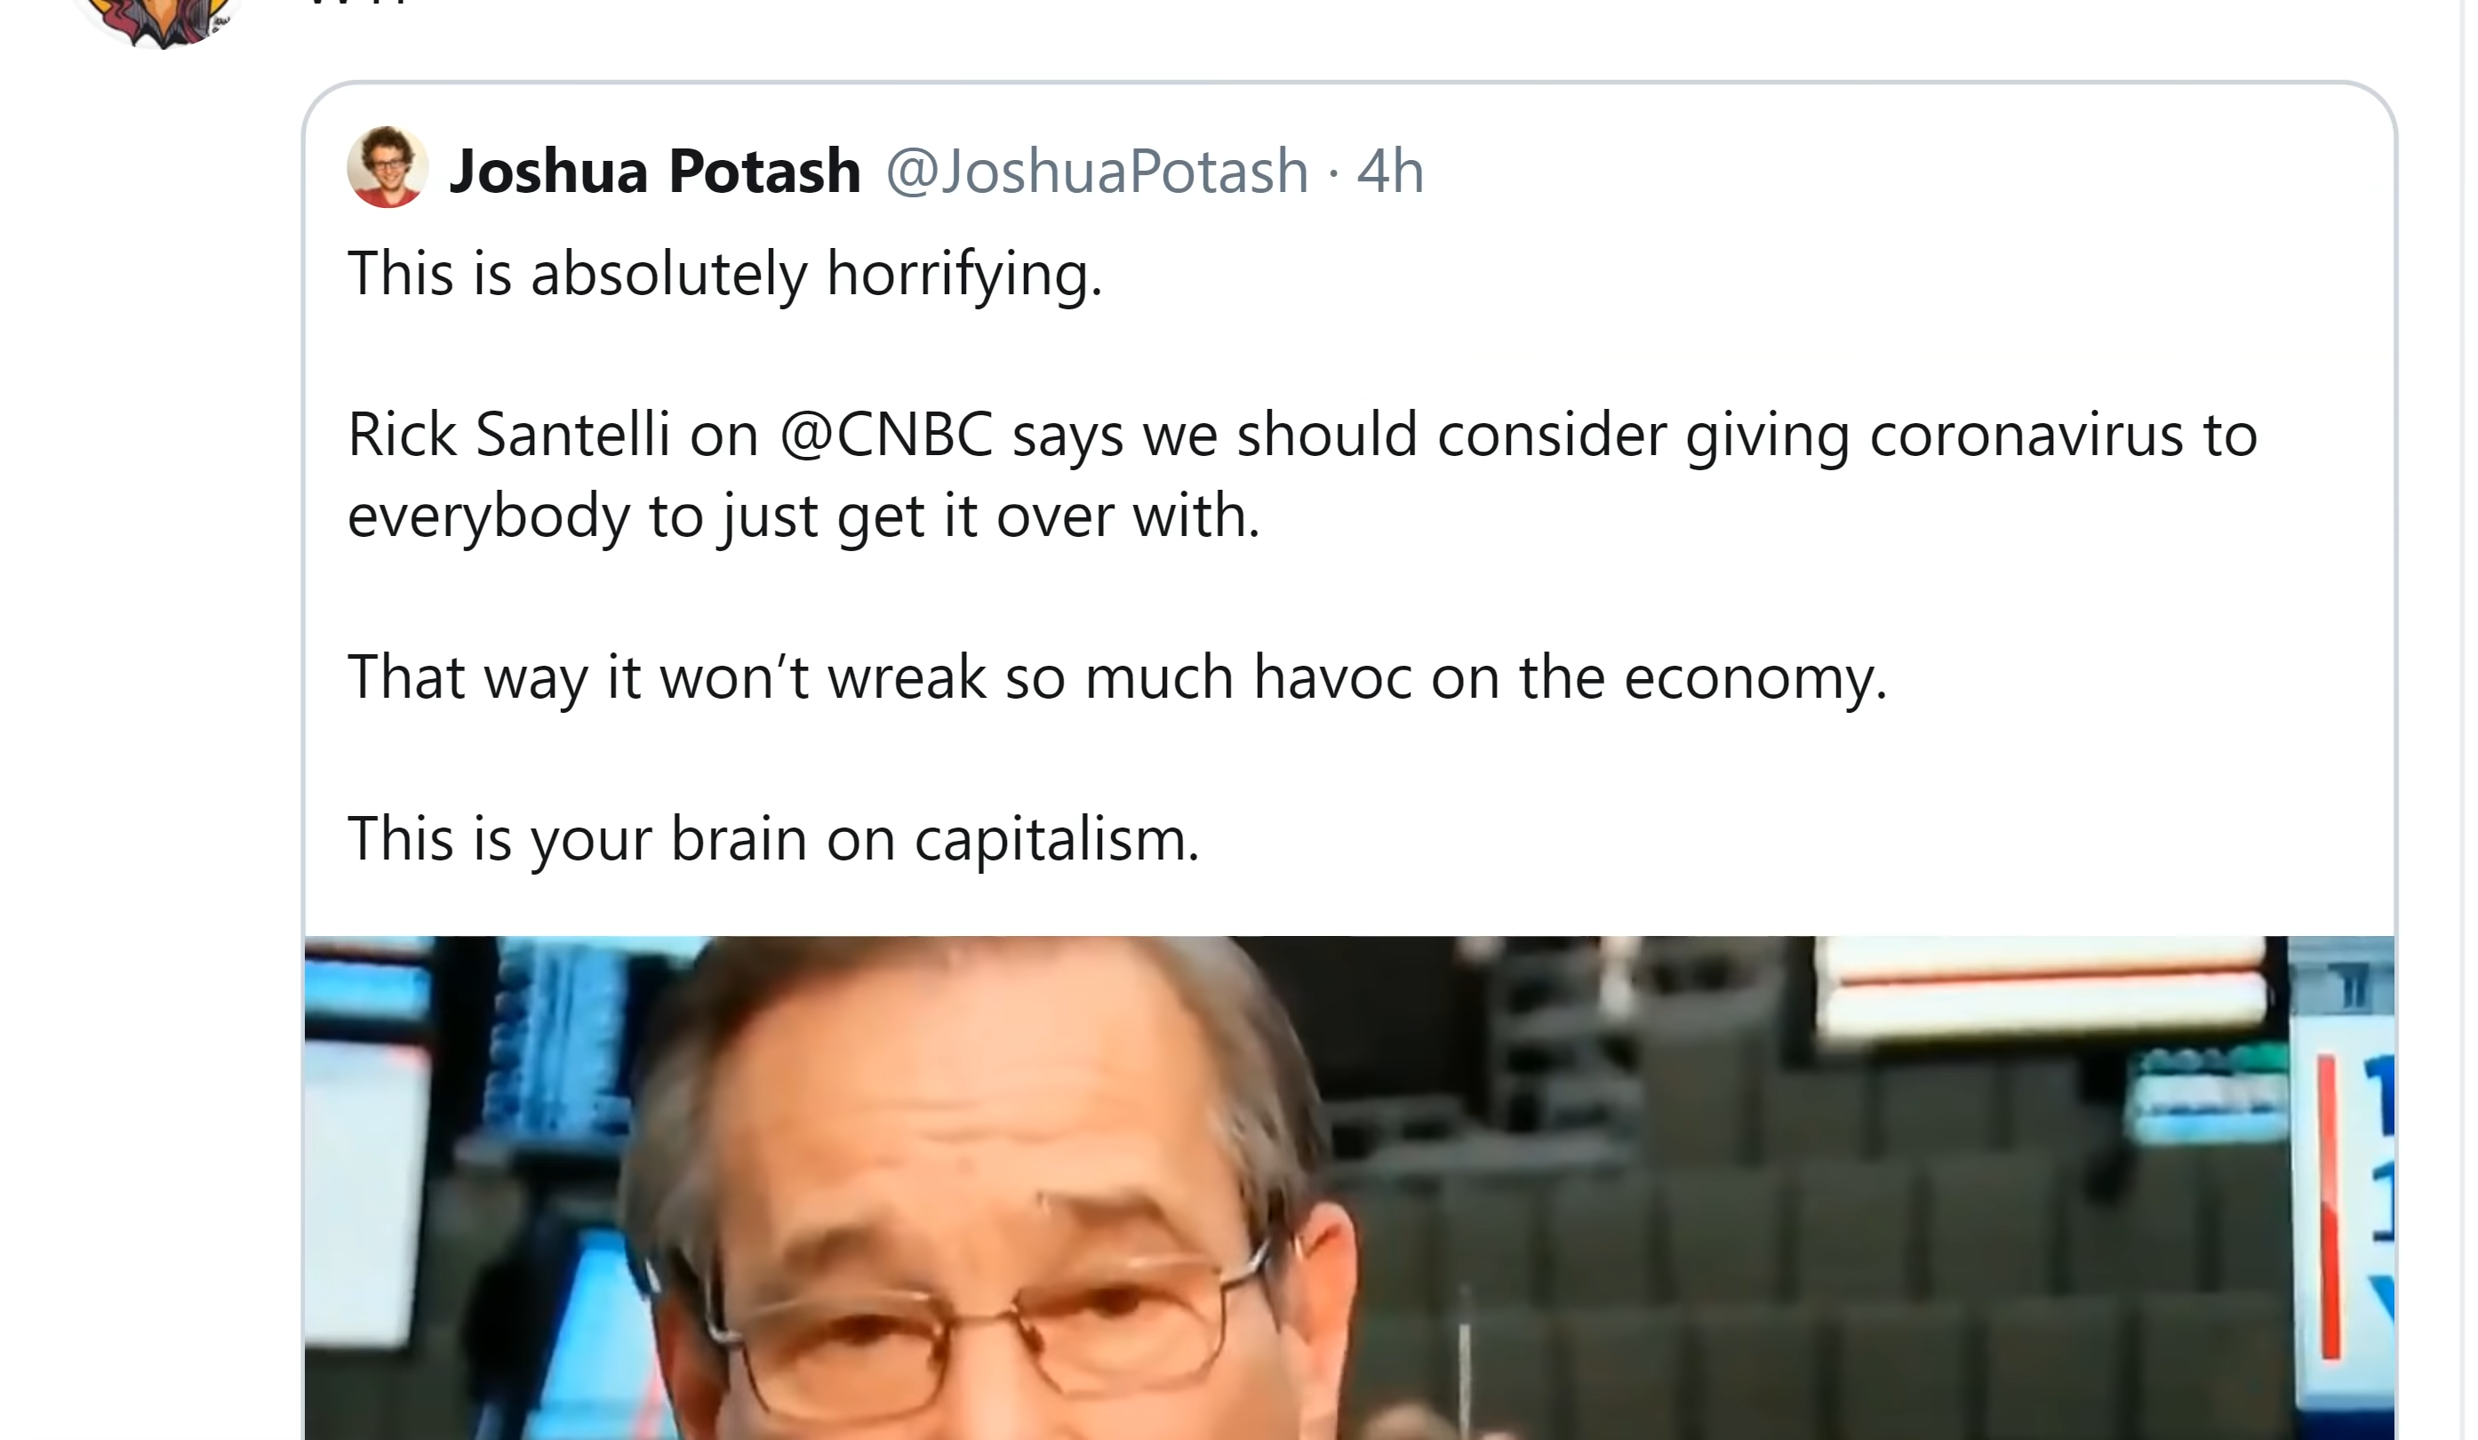 Joshua Potash @JoshuaPotash · 4h
This is absolutely horrifying.
Rick Santelli on @CNBC says we should consider giving coronavirus to
everybody to just get it over with.
That way it won’t wreak so much havoc on the economy.
This is your brain on capitalism.